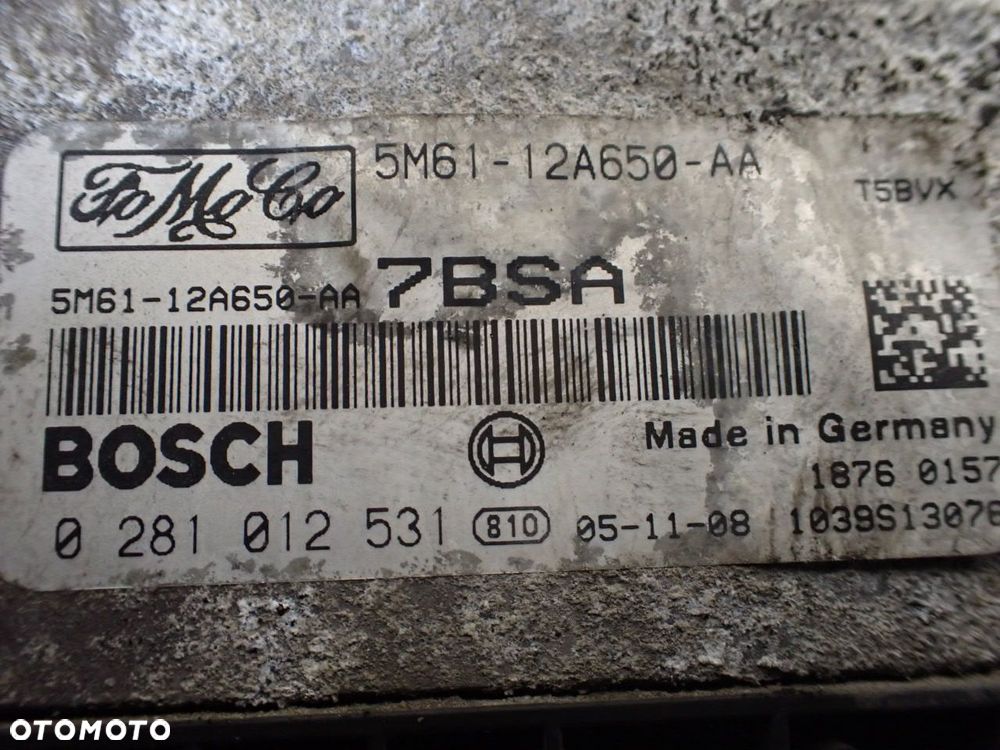 FoMoCo 5M61-12A650-AA
T5BVX
5M61-12A650-AA 7BSA
BOSCH Made in Germany
1876 0157
0 281 012 531 810 05-11-08 1039S13076
OTOMOTO